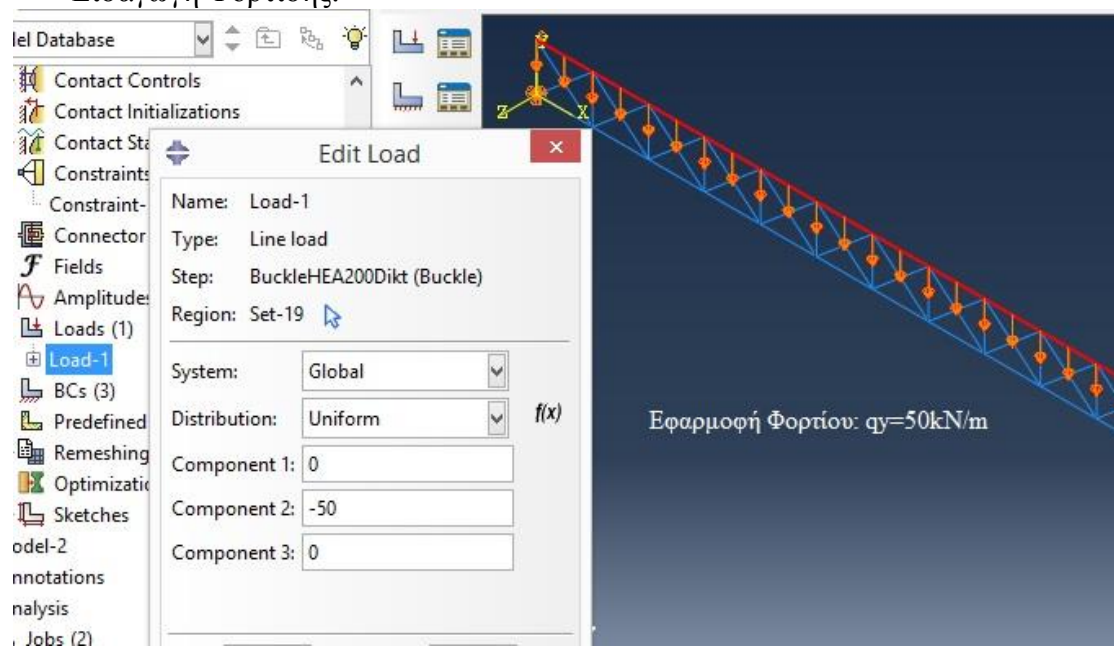 Εισαγωγή Φόρτισης.
lel Database
Contact Controls
Contact Initializations
Contact Sta
Constraints
Constraint-
Connector
Fields
Amplitudes
Loads (1)
Load-1
BCs (3)
Predefined
Remeshing
Optimizatio
Sketches
odel-2
nnotations
nalysis
Jobs (2)
Edit Load
Name: Load-1
Type: Line load
Step: BuckleHEA200Dikt (Buckle)
Region: Set-19
System: Global
Distribution: Uniform f(x)
Component 1: 0
Component 2: -50
Component 3: 0
Z X
Εφαρμοφή Φορτίου: qy=50kN/m